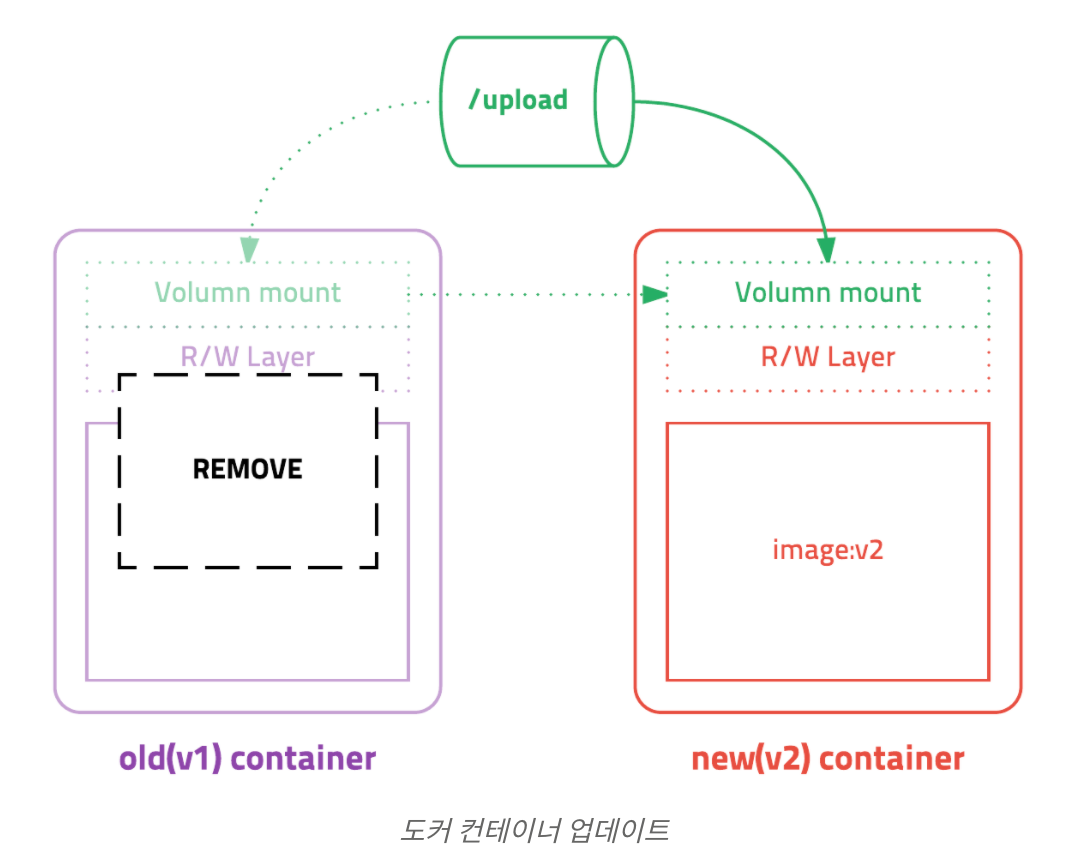 /upload
Volumn mount
Volumn mount
R/W Layer
R/W Layer
REMOVE
image:v2
old(v1) container
new(v2) container
도커 컨테이너 업데이트